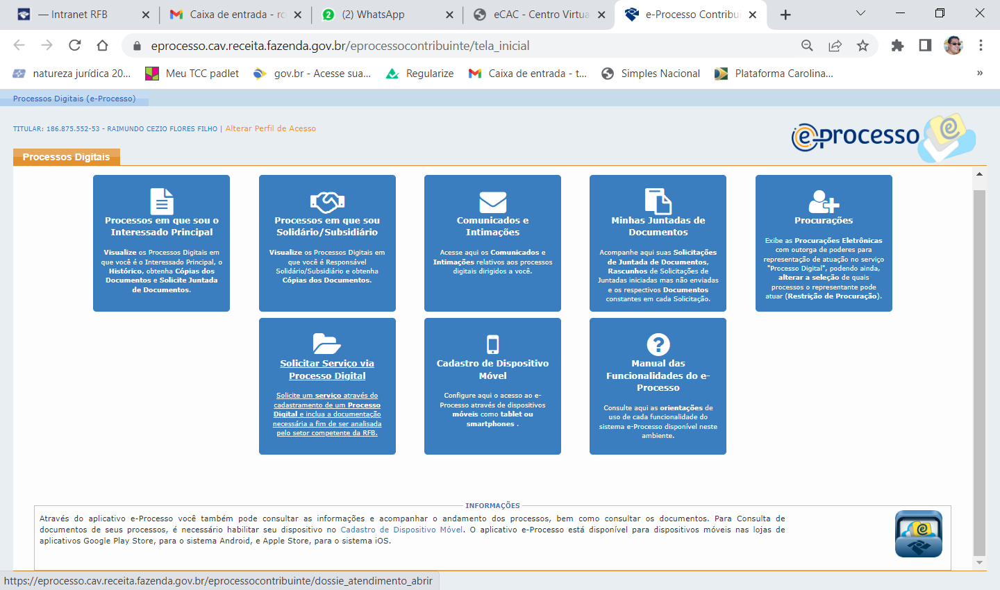 — Intranet RFB
Caixa de entrada - ro
2
(2) WhatsApp
eCAC - Centro Virtua
e-Processo Contribui
eprocesso.cav.receita.fazenda.gov.br/eprocessocontribuinte/tela_inicial
natureza jurídica 20...
Meu TCC padlet
gov.br - Acesse sua...
Regularize
Caixa de entrada - t...
Simples Nacional
Plataforma Carolina...
»
Processos Digitais (e-Processo)
TITULAR: 186.875.552-53 - RAIMUNDO CEZIO FLORES FILHO | Alterar Perfil de Acesso
e-processo
Processos Digitais
Processos em que sou o
Interessado Principal
Visualize os Processos Digitais em
que você é o Interessado Principal, o
Histórico, obtenha Cópias dos
Documentos e Solicite Juntada
de Documentos.
Processos em que sou
Solidário/Subsidiário
Visualize os Processos Digitais em
que você é Responsável
Solidário/Subsidiário e obtenha
Cópias dos Documentos.
Comunicados e
Intimações
Acesse aqui os Comunicados e
Intimações relativos aos processos
digitais dirigidos a você.
Minhas Juntadas de
Documentos
Acompanhe aqui suas Solicitações
de Juntada de Documentos,
Rascunhos de Solicitações de
Juntadas iniciadas mas não enviadas
e os respectivos Documentos
constantes em cada Solicitação.
Procurações
Exibe as Procurações Eletrônicas
com outorga de poderes para
representação de atuação no serviço
"Processo Digital", podendo ainda,
alterar a seleção de quais
processos o representante pode
atuar (Restrição de Procuração).
Solicitar Serviço via
Processo Digital
Solicite um serviço através do
cadastramento de um Processo
Digital e inclua a documentação
necessária a fim de ser analisada
pelo setor competente da RFB.
Cadastro de Dispositivo
Móvel
Configure aqui o acesso ao e-
Processo através de dispositivos
móveis como tablet ou
smartphones .
Manual das
Funcionalidades do e-
Processo
Consulte aqui as orientações de
uso de cada funcionalidade do
sistema e-Processo disponível neste
ambiente.
INFORMAÇÕES
Através do aplicativo e-Processo você também pode consultar as informações e acompanhar o andamento dos processos, bem como consultar os documentos. Para Consulta de
documentos de seus processos, é necessário habilitar seu dispositivo no Cadastro de Dispositivo Móvel. O aplicativo e-Processo está disponível para dispositivos móveis nas lojas de
aplicativos Google Play Store, para o sistema Android, e Apple Store, para o sistema iOS.
https://eprocesso.cav.receita.fazenda.gov.br/eprocessocontribuinte/dossie_atendimento_abrir